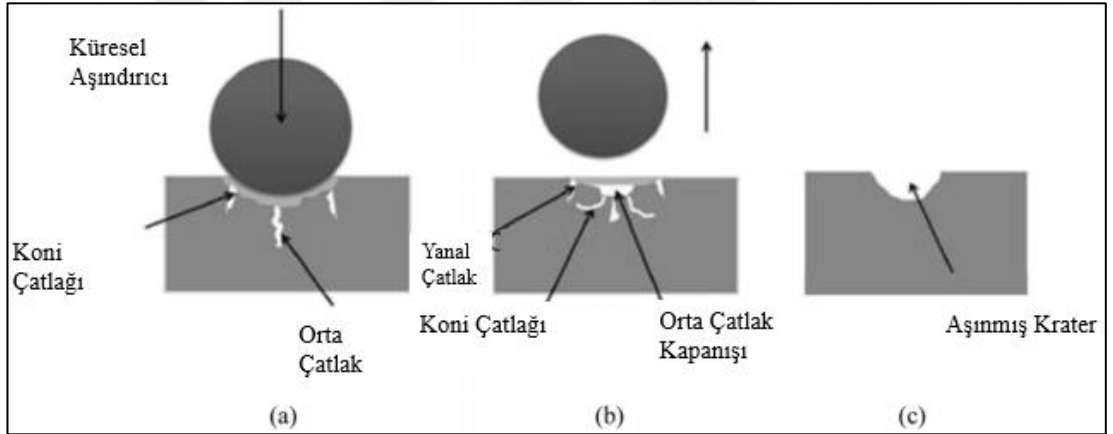 Küresel
Aşındırıcı
Koni
Çatlağı
Orta
Çatlak
(a)
Yanal
Çatlak
Koni Çatlağı
Orta Çatlak
Kapanışı
(b)
Aşınmış Krater
(c)